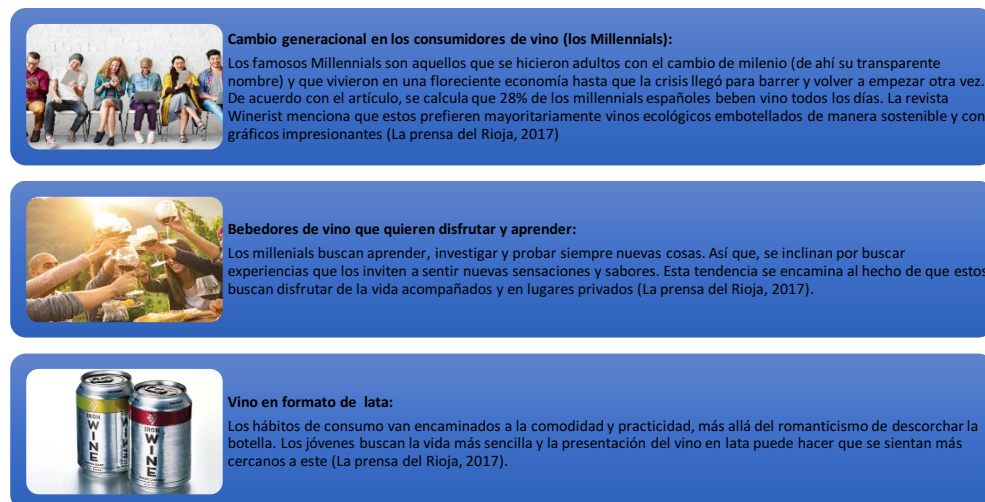 Cambio generacional en los consumidores de vino (los Millennials):
Los famosos Millennials son aquellos que se hicieron adultos con el cambio de milenio (de ahí su transparente
nombre) y que vivieron en una floreciente economía hasta que la crisis llegó para barrer y volver a empezar otra vez.
De acuerdo con el artículo, se calcula que 28% de los millennials españoles beben vino todos los días. La revista
Winerist menciona que estos prefieren mayoritariamente vinos ecológicos embotellados de manera sostenible y con
gráficos impresionantes (La prensa del Rioja, 2017)
Bebedores de vino que quieren disfrutar y aprender:
Los millenials buscan aprender, investigar y probar siempre nuevas cosas. Así que, se inclinan por buscar
experiencias que los inviten a sentir nuevas sensaciones y sabores. Esta tendencia se encamina al hecho de que estos
buscan disfrutar de la vida acompañados y en lugares privados (La prensa del Rioja, 2017).
IRON
WINE
IRON
WINE
Vino en formato de lata:
Los hábitos de consumo van encaminados a la comodidad y practicidad, más allá del romanticismo de descorchar la
botella. Los jóvenes buscan la vida más sencilla y la presentación del vino en lata puede hacer que se sientan más
cercanos a este (La prensa del Rioja, 2017).